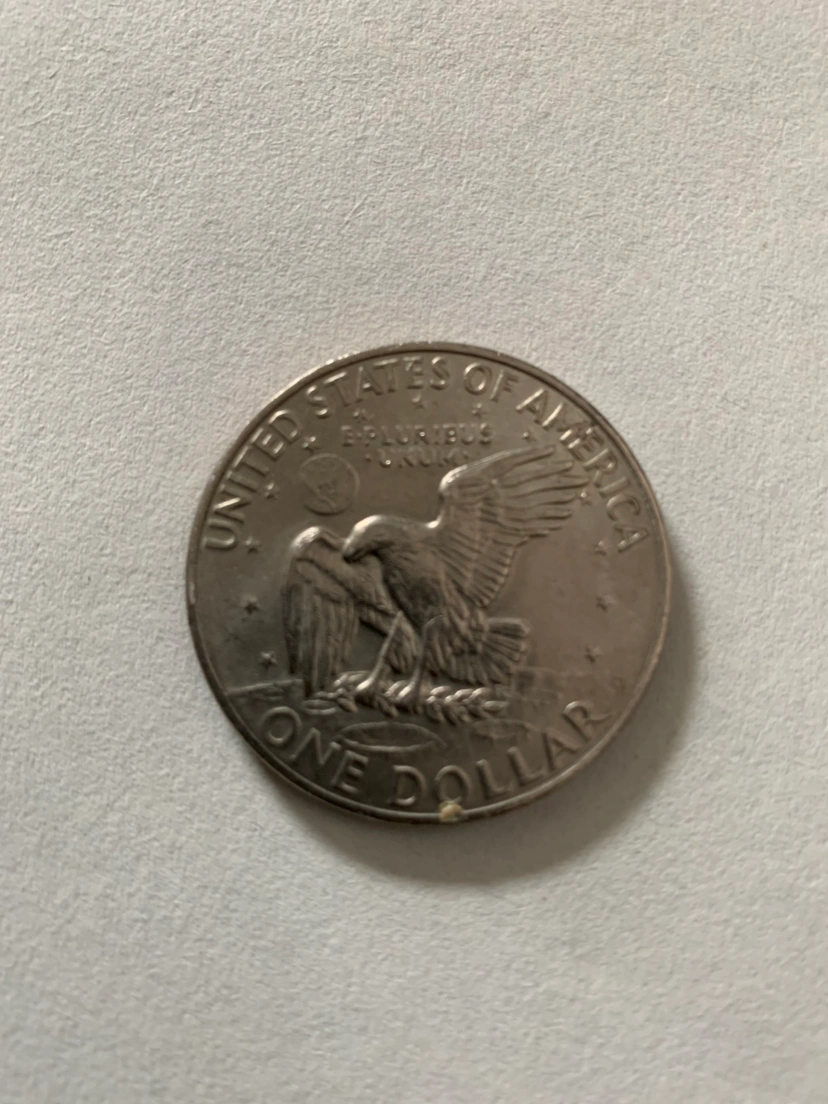 UNITED STATES OF AMERICA
E·PLURIBUS
·UNUM·
ONE DOLLAR